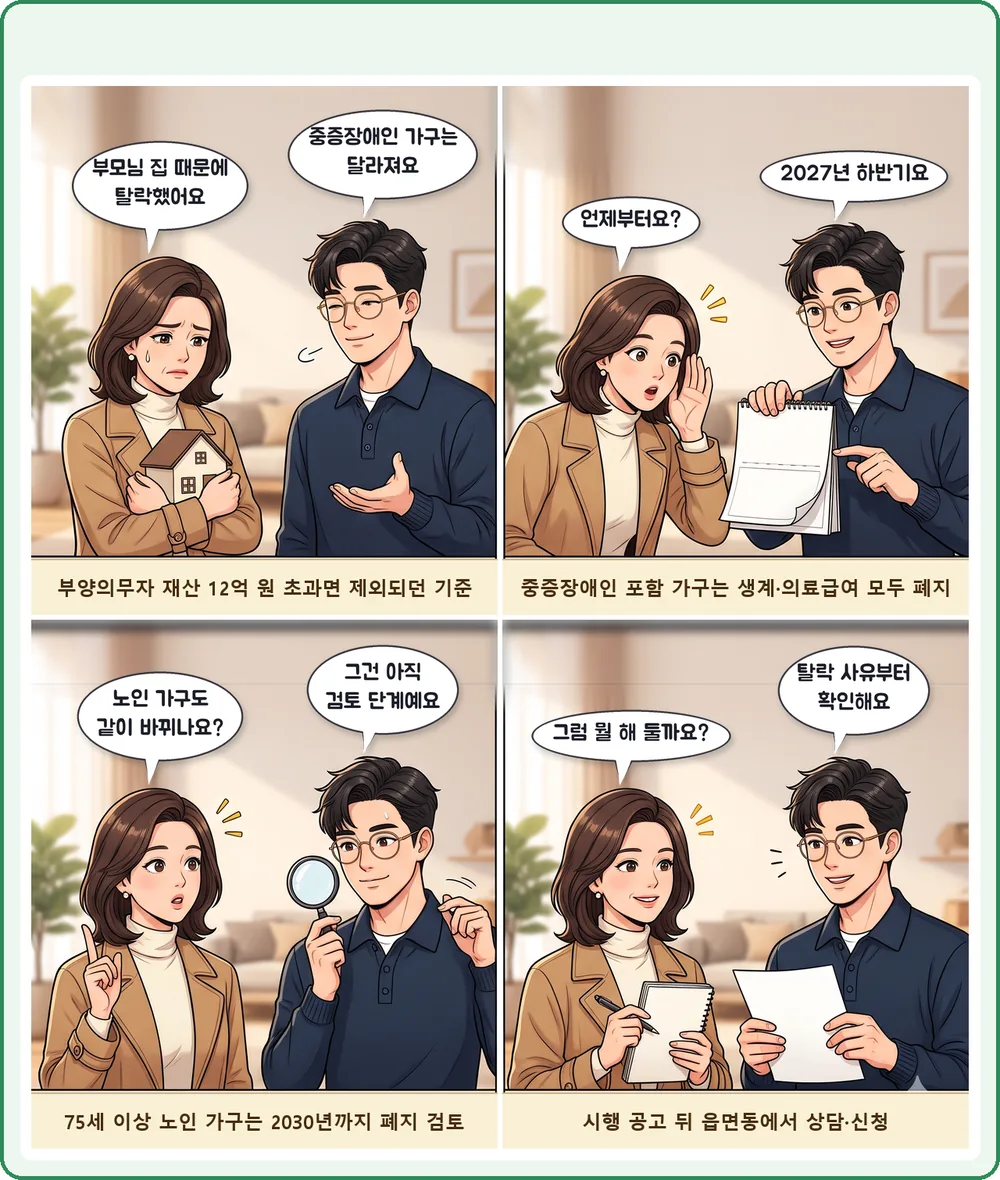 부모님 집 때문에
탈락했어요
중증장애인 가구는
달라져요
부양의무자 재산 12억 원 초과면 제외되던 기준
언제부터요?
2027년 하반기요
중증장애인 포함 가구는 생계·의료급여 모두 폐지
노인 가구도
같이 바뀌나요?
그건 아직
검토 단계예요
75세 이상 노인 가구는 2030년까지 폐지 검토
그럼 뭘 해 둘까요?
탈락 사유부터
확인해요
시행 공고 뒤 읍면동에서 상담·신청